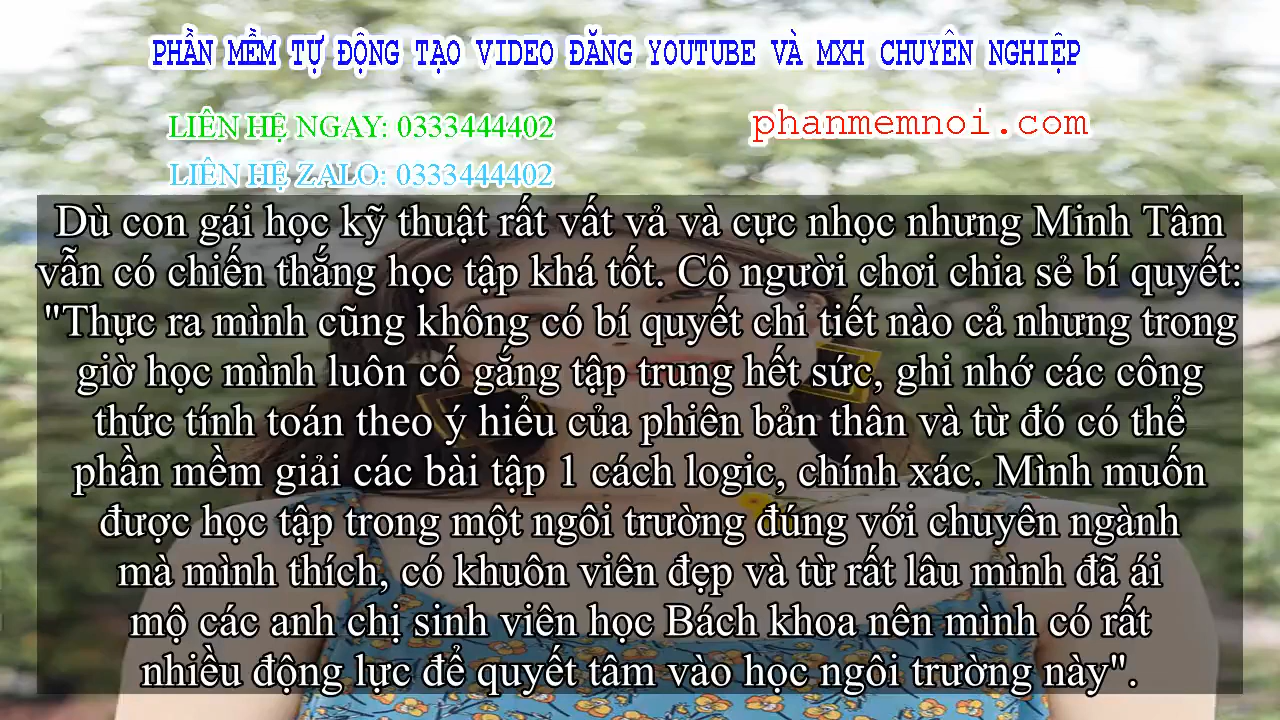 PHẦN MỀM TỰ ĐỘNG TẠO VIDEO ĐĂNG YOUTUBE VÀ MXH CHUYÊN NGHIỆP
LIÊN HỆ NGAY: 0333444402
phanmemnoi.com
LIÊN HỆ ZALO: 0333444402
Dù con gái học kỹ thuật rất vất vả và cực nhọc nhưng Minh Tâm
vẫn có chiến thắng học tập khá tốt. Cô người chơi chia sẻ bí quyết:
"Thực ra mình cũng không có bí quyết chi tiết nào cả nhưng trong
giờ học mình luôn cố gắng tập trung hết sức, ghi nhớ các công
thức tính toán theo ý hiểu của phiên bản thân và từ đó có thể
phần mềm giải các bài tập 1 cách logic, chính xác. Mình muốn
được học tập trong một ngôi trường đúng với chuyên ngành
mà mình thích, có khuôn viên đẹp và từ rất lâu mình đã ái
mộ các anh chị sinh viên học Bách khoa nên mình có rất
nhiều động lực để quyết tâm vào học ngôi trường này".